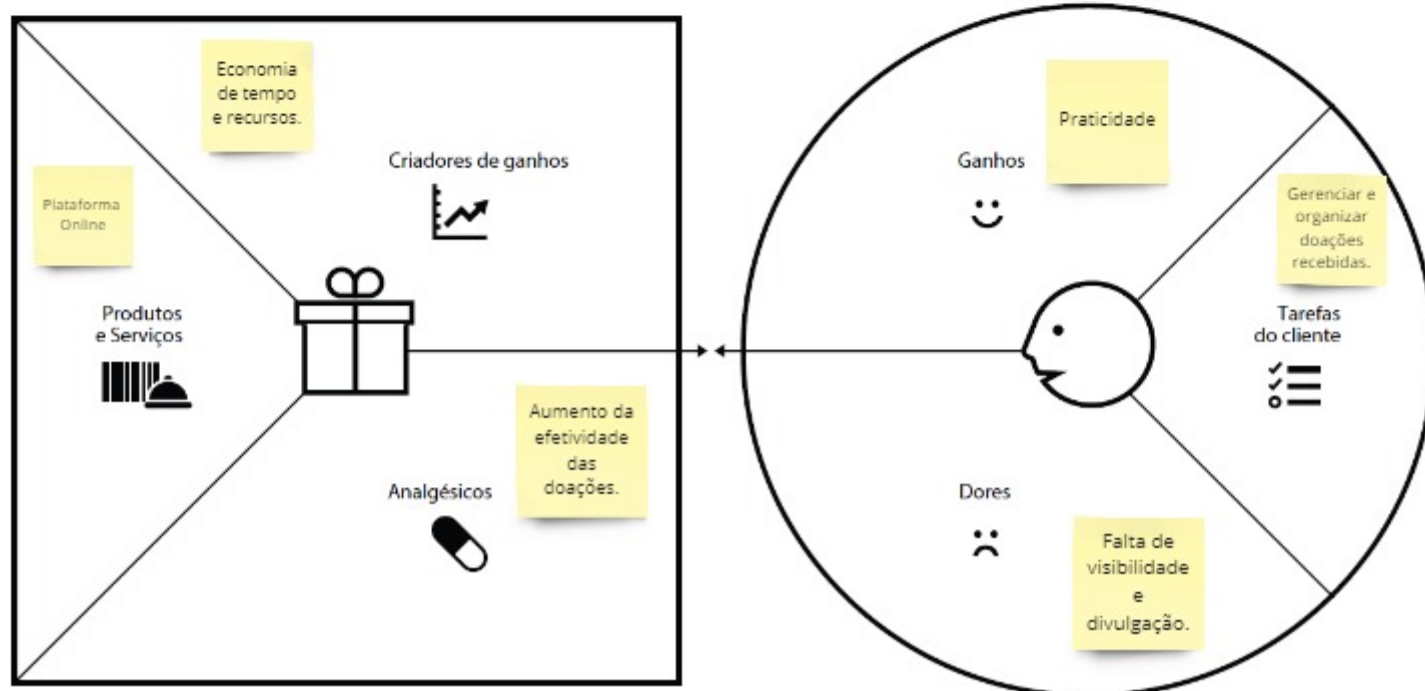 Economia
de tempo
e recursos.
Criadores de ganhos
Plataforma
Online
Produtos
e Serviços
Aumento da
efetividade
das
doações.
Analgésicos
Praticidade
Ganhos
Gerenciar e
organizar
doações
recebidas.
Tarefas
do cliente
Dores
Falta de
visibilidade
e
divulgação.